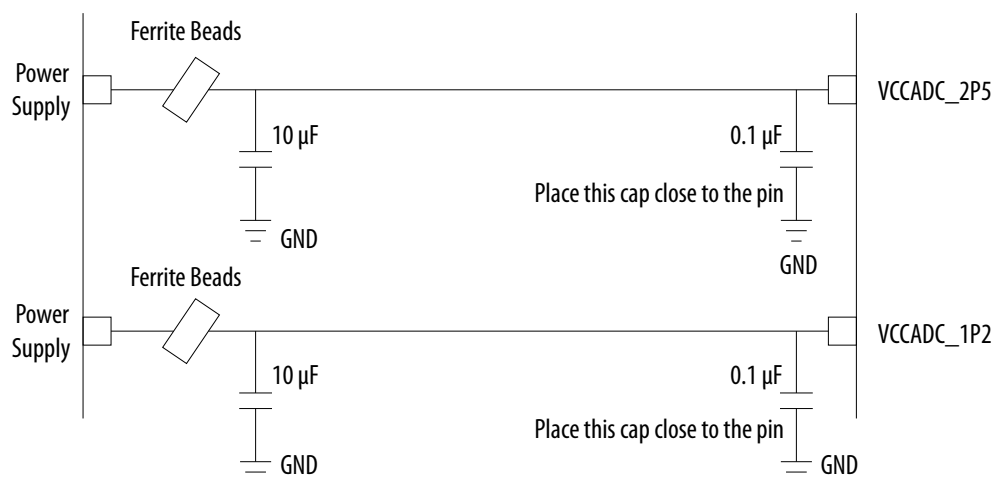 Ferrite Beads
Power
Supply
VCCADC_2P5
10 µF
0.1 µF
Place this cap close to the pin
GND
GND
Ferrite Beads
Power
Supply
VCCADC_1P2
10 µF
0.1 µF
Place this cap close to the pin
GND
GND